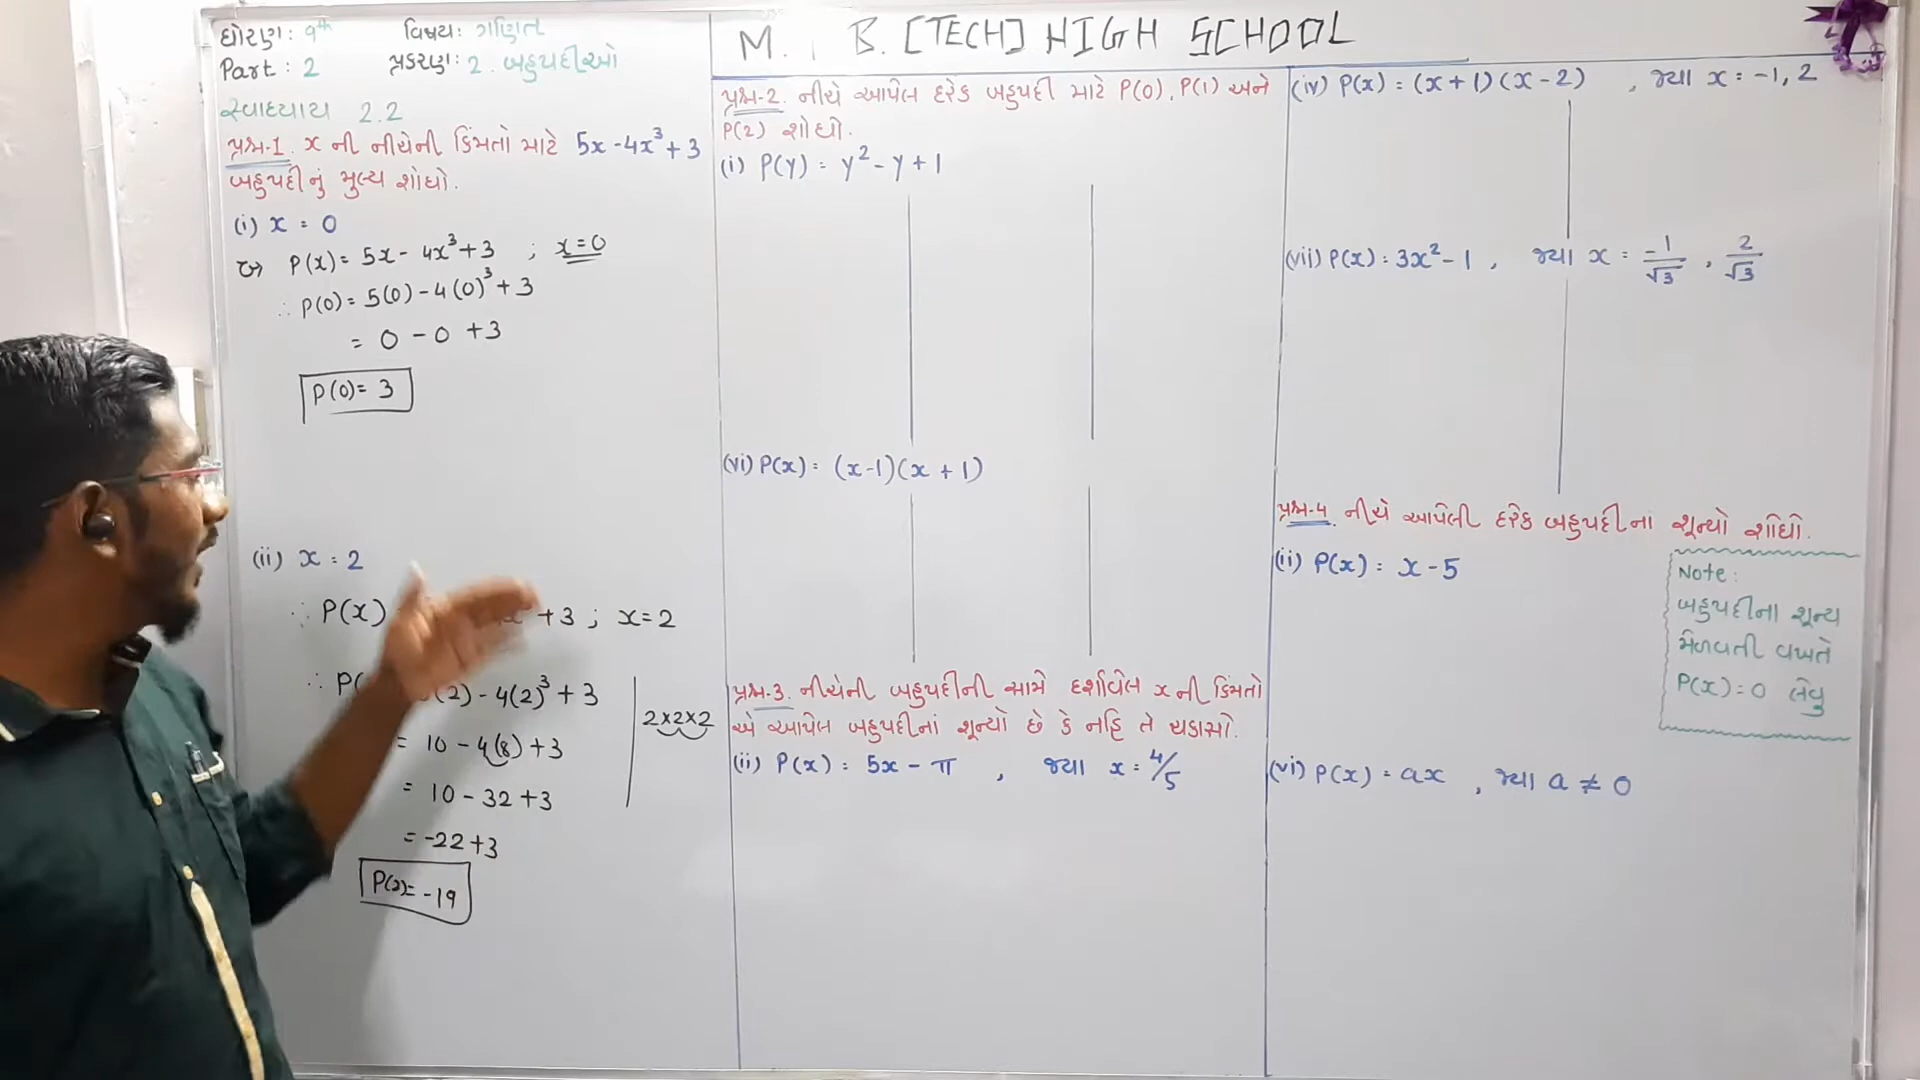 ધોરણ: 9th વિષય: ગણિત
Part: 2 પ્રકરણ: 2. બહુપદીઓ
સ્વાધ્યાય 2.2
પ્રશ્ન-1. x ની નીચેની કિંમતો માટે 5x - 4x³ + 3
બહુપદીનું મુલ્ય શોધો.
(i) x = 0
P(x) = 5x - 4x³ + 3 ; x = 0
∴ P(0) = 5(0) - 4(0)³ + 3
= 0 - 0 + 3
P(0) = 3
(ii) x = 2
∴ P(x) + 3 ; x = 2
∴ P (2) - 4(2)³ + 3
2×2×2
= 10 - 4(8) + 3
= 10 - 32 + 3
= -22 + 3
P(2) = -19
M. B. [TECH] HIGH SCHOOL
પ્રશ્ન-2. નીચે આપેલ દરેક બહુપદી માટે P(0), P(1) અને
P(2) શોધો.
(i) P(y) = y² - y + 1
(vi) P(x) = (x-1)(x + 1)
પ્રશ્ન-3. નીચેની બહુપદીની સામે દર્શાવેલ x ની કિંમતો
એ આપેલ બહુપદીનાં શૂન્યો છે કે નહિ તે ચકાસો.
(ii) P(x) = 5x - π , જ્યા x = 4/5
(iv) P(x) = (x+1)(x-2) , જ્યા x = -1, 2
(vii) P(x) = 3x² - 1 , જ્યા x = -1/√3 , 2/√3
પ્રશ્ન-4. નીચે આપેલી દરેક બહુપદીના શૂન્યો શોધો.
(ii) P(x) = x - 5
Note:
બહુપદીના શૂન્ય
મેળવતી વખતે
P(x) = 0 લેવુ
(vi) P(x) = ax , જ્યા a ≠ 0